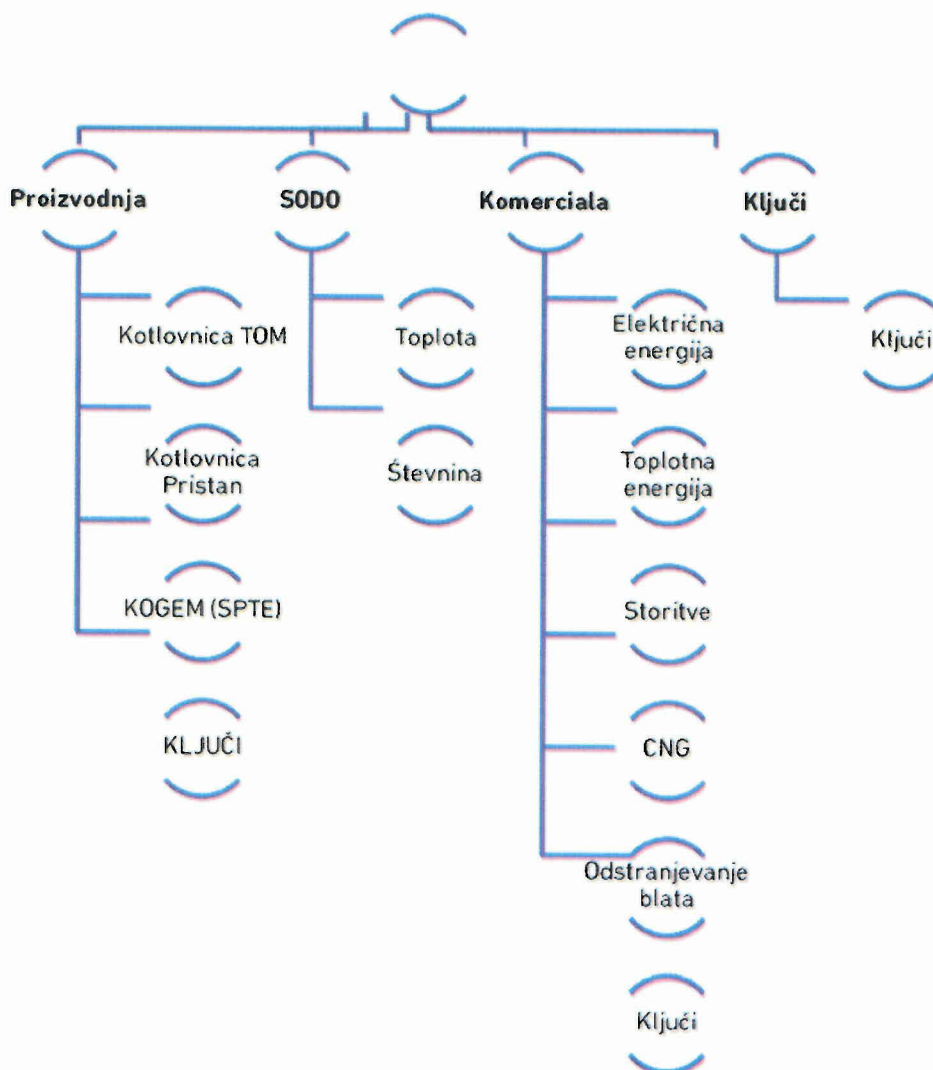 Proizvodnja
SODO
Komerciala
Ključi
Kotlovnica TOM
Kotlovnica
Pristan
KOGEM (SPTE)
KLJUČI
Toplota
Števnina
Električna
energija
Toplotna
energija
Storitve
CNG
Odstranjevanje
blata
Ključi
Ključi